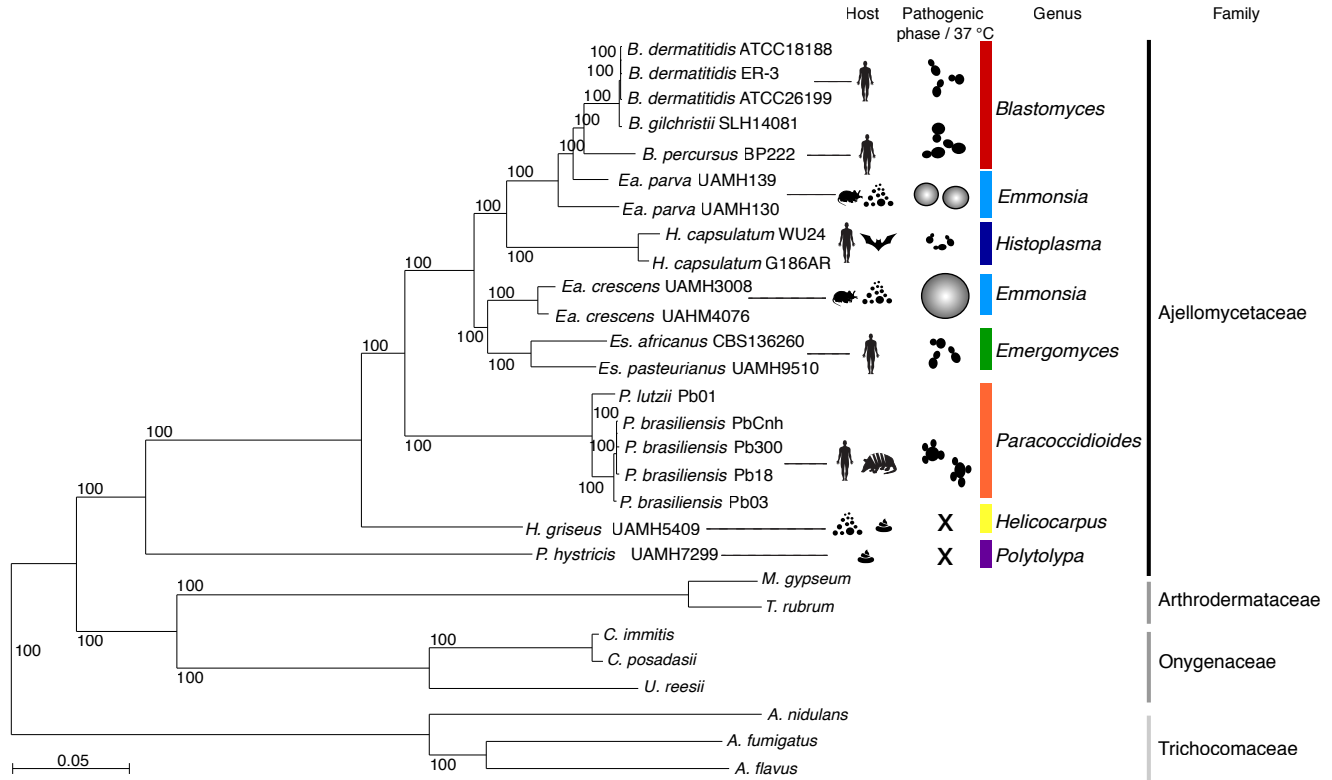 Host Pathogenic Genus Family
phase / 37 °C
100 B. dermatitidis ATCC18188
100 B. dermatitidis ER-3
100 B. dermatitidis ATCC26199
Blastomyces
100 B. gilchristii SLH14081
100 B. percursus BP222
100 Ea. parva UAMH139
Emmonsia
100 Ea. parva UAMH130
H. capsulatum WU24
Histoplasma
100 H. capsulatum G186AR
100
100 Ea. crescens UAMH3008
Emmonsia
Ea. crescens UAHM4076
Ajellomycetaceae
100 Es. africanus CBS136260
Emergomyces
100 Es. pasteurianus UAMH9510
100
P. lutzii Pb01
100 P. brasiliensis PbCnh
100 100 P. brasiliensis Pb300
Paracoccidioides
P. brasiliensis Pb18
100 P. brasiliensis Pb03
100
H. griseus UAMH5409 X Helicocarpus
100
P. hystricis UAMH7299 X Polytolypa
100 M. gypseum
Arthrodermataceae
T. rubrum
100 100 C. immitis
100 C. posadasii
Onygenaceae
100 U. reesii
A. nidulans
A. fumigatus
Trichocomaceae
100 A. flavus
0.05